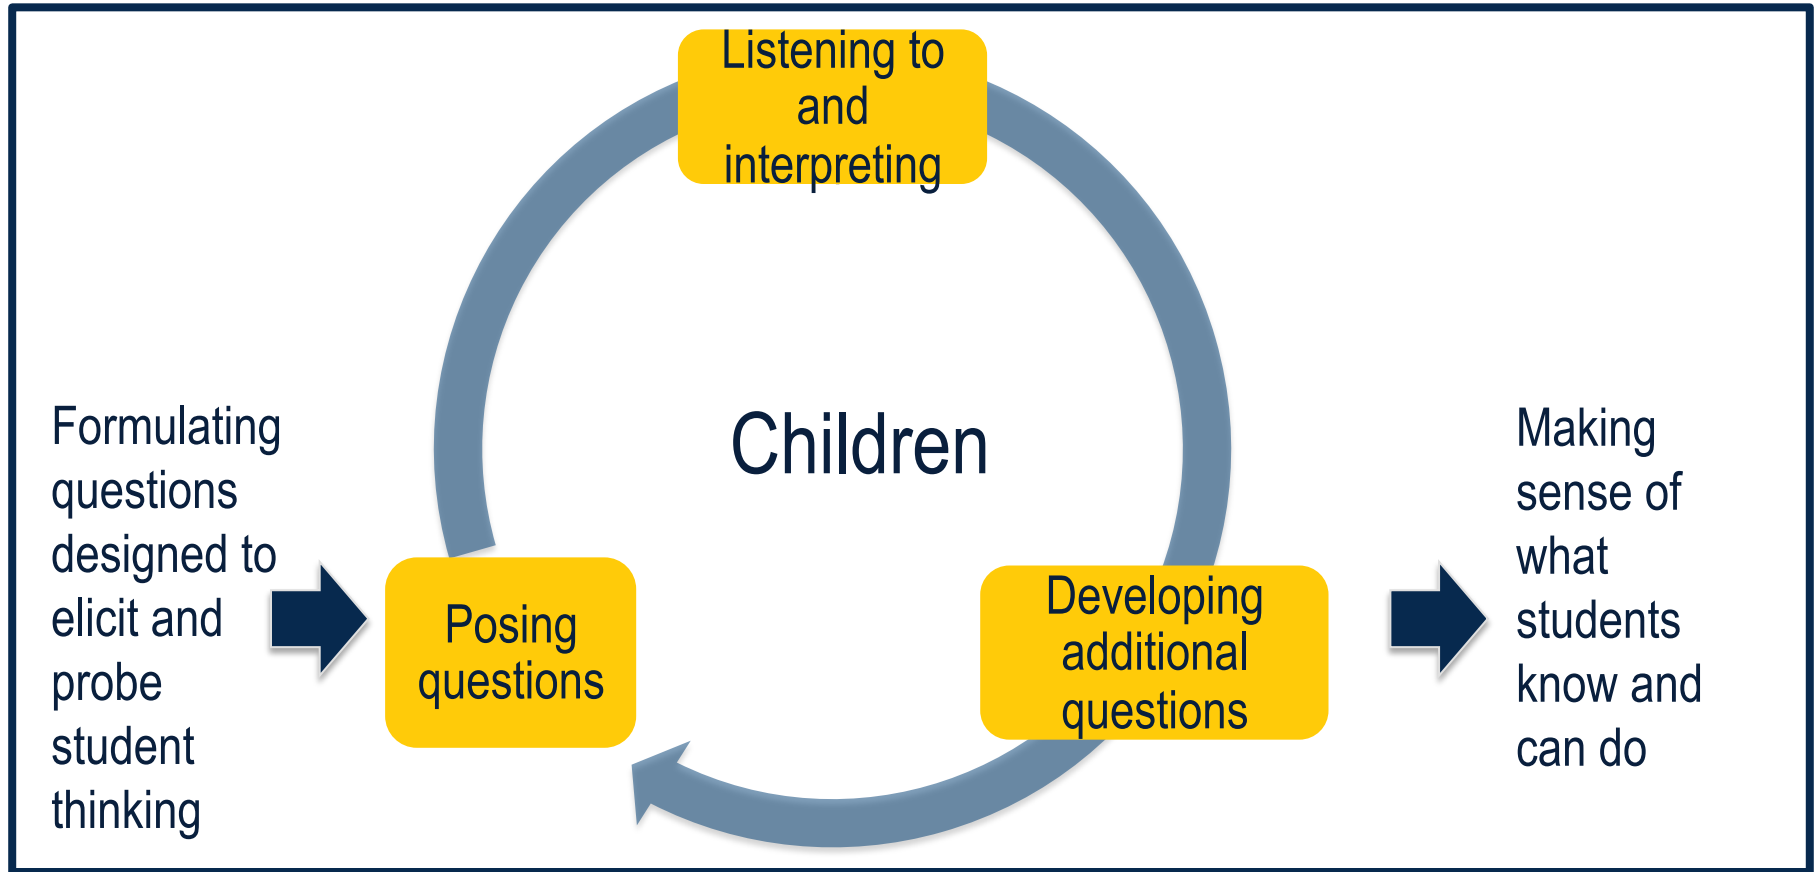 Listening to
and
interpreting
Children
Formulating
questions
designed to
elicit and
probe
student
thinking
Posing
questions
Developing
additional
questions
Making
sense of
what
students
know and
can do